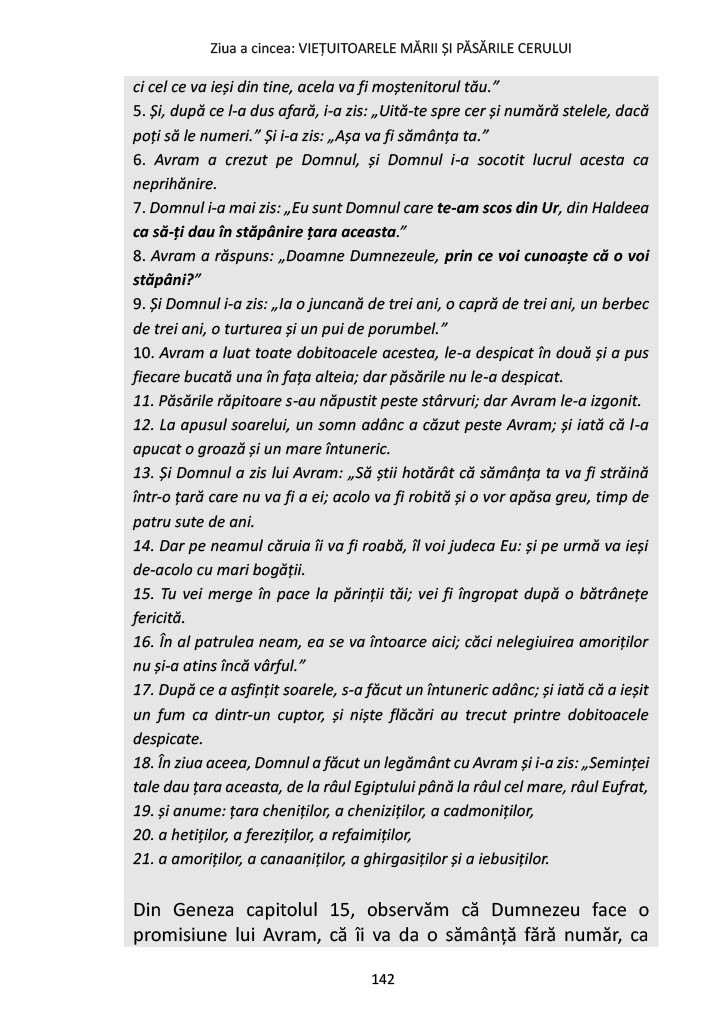 Ziua a cincea: VIEȚUITOARELE MĂRII ȘI PĂSĂRILE CERULUI
ci cel ce va ieși din tine, acela va fi moștenitorul tău.”
5. Și, după ce l-a dus afară, i-a zis: „Uită-te spre cer și numără stelele, dacă
poți să le numeri.” Și i-a zis: „Așa va fi sămânța ta.”
6. Avram a crezut pe Domnul, și Domnul i-a socotit lucrul acesta ca
neprihănire.
7. Domnul i-a mai zis: „Eu sunt Domnul care te-am scos din Ur, din Haldeea
ca să-ți dau în stăpânire țara aceasta.”
8. Avram a răspuns: „Doamne Dumnezeule, prin ce voi cunoaște că o voi
stăpâni?”
9. Și Domnul i-a zis: „Ia o juncană de trei ani, o capră de trei ani, un berbec
de trei ani, o turturea și un pui de porumbel.”
10. Avram a luat toate dobitoacele acestea, le-a despicat în două și a pus
fiecare bucată una în fața alteia; dar păsările nu le-a despicat.
11. Păsările răpitoare s-au năpustit peste stârvuri; dar Avram le-a izgonit.
12. La apusul soarelui, un somn adânc a căzut peste Avram; și iată că l-a
apucat o groază și un mare întuneric.
13. Și Domnul a zis lui Avram: „Să știi hotărât că sămânța ta va fi străină
într-o țară care nu va fi a ei; acolo va fi robită și o vor apăsa greu, timp de
patru sute de ani.
14. Dar pe neamul căruia îi va fi roabă, îl voi judeca Eu: și pe urmă va ieși
de-acolo cu mari bogății.
15. Tu vei merge în pace la părinții tăi; vei fi îngropat după o bătrânețe
fericită.
16. În al patrulea neam, ea se va întoarce aici; căci nelegiuirea amoriților
nu și-a atins încă vârful.”
17. După ce a asfințit soarele, s-a făcut un întuneric adânc; și iată că a ieșit
un fum ca dintr-un cuptor, și niște flăcări au trecut printre dobitoacele
despicate.
18. În ziua aceea, Domnul a făcut un legământ cu Avram și i-a zis: „Seminței
tale dau țara aceasta, de la râul Egiptului până la râul cel mare, râul Eufrat,
19. și anume: țara cheniților, a cheniziților, a cadmoniților,
20. a hetiților, a fereziților, a refaimiților,
21. a amoriților, a canaaniților, a ghirgasiților și a iebusiților.
Din Geneza capitolul 15, observăm că Dumnezeu face o
promisiune lui Avram, că îi va da o sămânță fără număr, ca
142